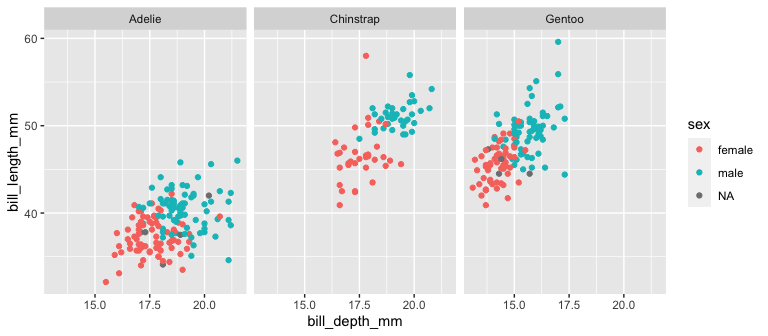 Adelie Chinstrap Gentoo
60
50
40
bill_length_mm
15.0 17.5 20.0 15.0 17.5 20.0 15.0 17.5 20.0
bill_depth_mm
sex
female
male
NA